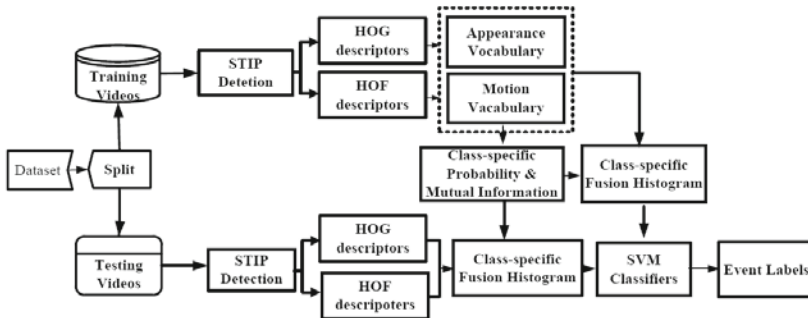 HOG
descriptors
Appearance
Vocabulary
STIP
Detetion
Training
Videos
HOF
descriptors
Motion
Vacabulary
Dataset
Split
Class-specific
Probability &
Mutual Information
Class-specific
Fusion Histogram
HOG
descriptors
STIP
Detection
Testing
Videos
Class-specific
Fusion Histogram
SVM
Classifiers
Event Labels
HOF
descripoters